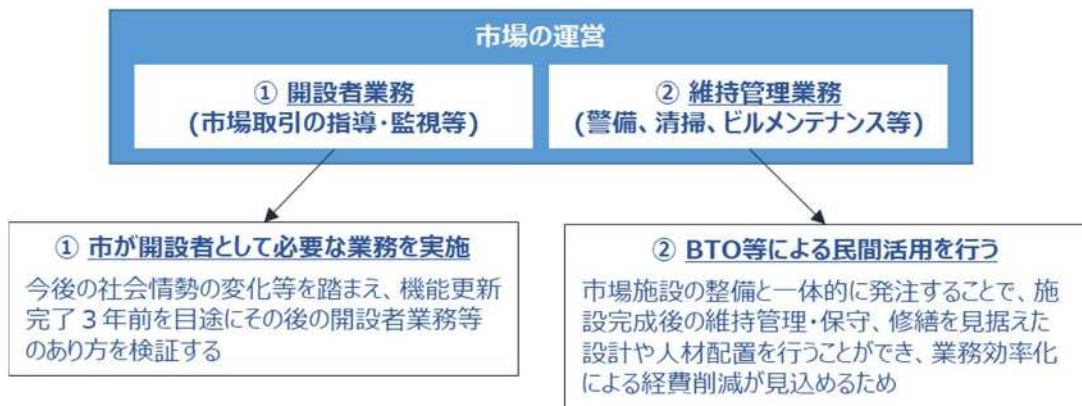 市場の運営
① 開設者業務
(市場取引の指導・監視等)
② 維持管理業務
(警備、清掃、ビルメンテナンス等)
① 市が開設者として必要な業務を実施
今後の社会情勢の変化等を踏まえ、機能更新
完了3年前を目途にその後の開設者業務等
のあり方を検証する
② BTO等による民間活用を行う
市場施設の整備と一体的に発注することで、施
設完成後の維持管理・保守、修繕を見据えた
設計や人材配置を行うことができ、業務効率化
による経費削減が見込めるため